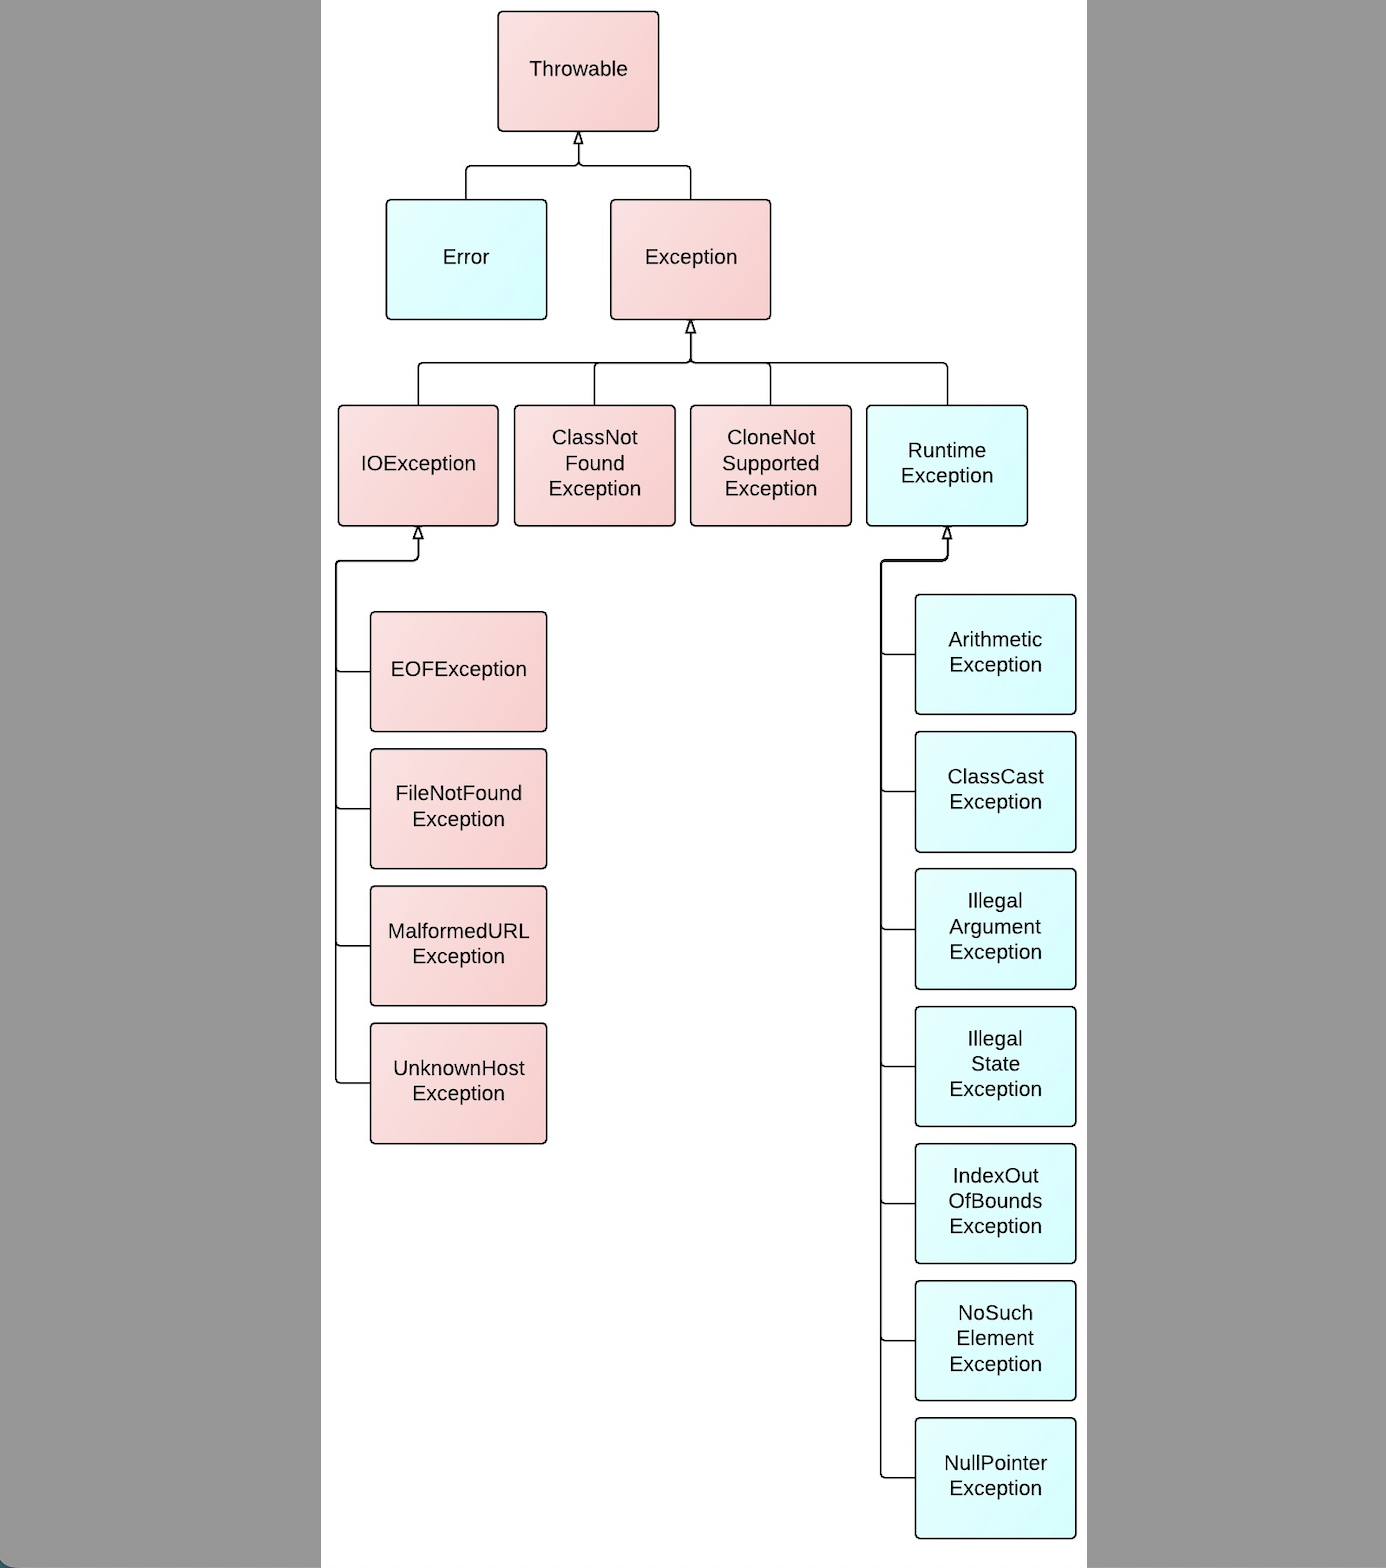 Throwable
Error
Exception
IOException
ClassNot
Found
Exception
CloneNot
Supported
Exception
Runtime
Exception
EOFException
FileNotFound
Exception
MalformedURL
Exception
UnknownHost
Exception
Arithmetic
Exception
ClassCast
Exception
Illegal
Argument
Exception
Illegal
State
Exception
IndexOut
OfBounds
Exception
NoSuch
Element
Exception
NullPointer
Exception